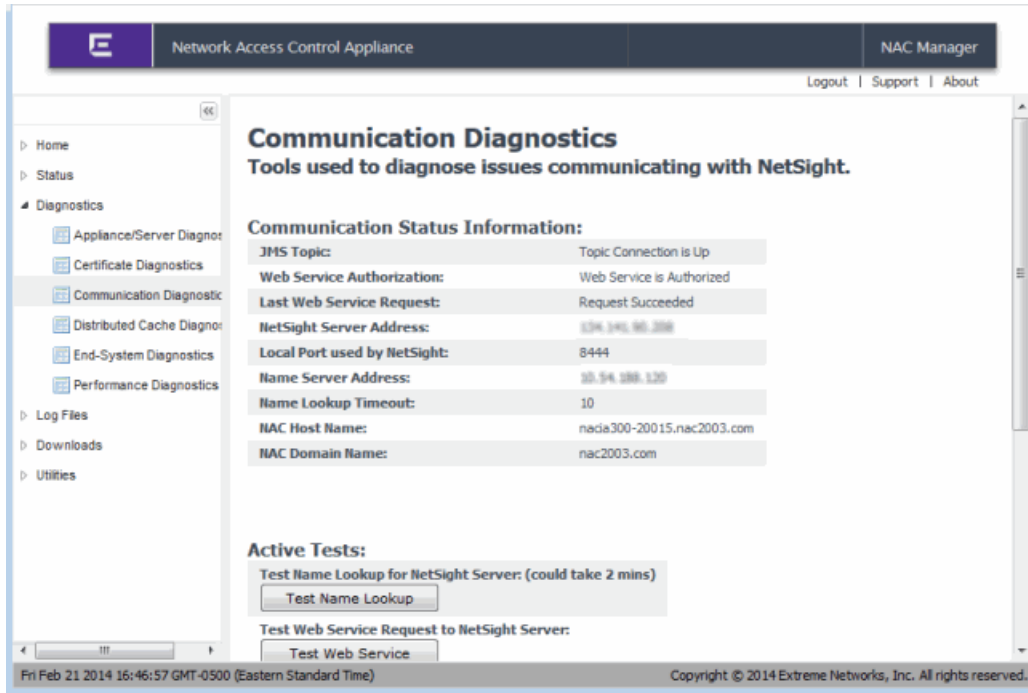 E Network Access Control Appliance NAC Manager
Logout | Support | About
Home
Status
Diagnostics
Appliance/Server Diagnos
Certificate Diagnostics
Communication Diagnostic
Distributed Cache Diagnos
End-System Diagnostics
Performance Diagnostics
Log Files
Downloads
Utilities
Communication Diagnostics
Tools used to diagnose issues communicating with NetSight.
Communication Status Information:
JMS Topic: Topic Connection is Up
Web Service Authorization: Web Service is Authorized
Last Web Service Request: Request Succeeded
NetSight Server Address:
Local Port used by NetSight: 8444
Name Server Address:
Name Lookup Timeout: 10
NAC Host Name: nacia300-20015.nac2003.com
NAC Domain Name: nac2003.com
Active Tests:
Test Name Lookup for NetSight Server: (could take 2 mins)
Test Name Lookup
Test Web Service Request to NetSight Server:
Test Web Service
Fri Feb 21 2014 16:46:57 GMT-0500 (Eastern Standard Time) Copyright © 2014 Extreme Networks, Inc. All rights reserved.